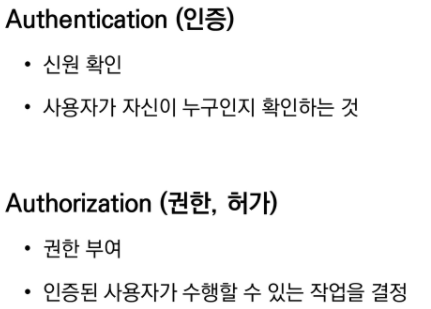 Authentication (인증)
• 신원 확인
• 사용자가 자신이 누구인지 확인하는 것
Authorization (권한, 허가)
• 권한 부여
• 인증된 사용자가 수행할 수 있는 작업을 결정